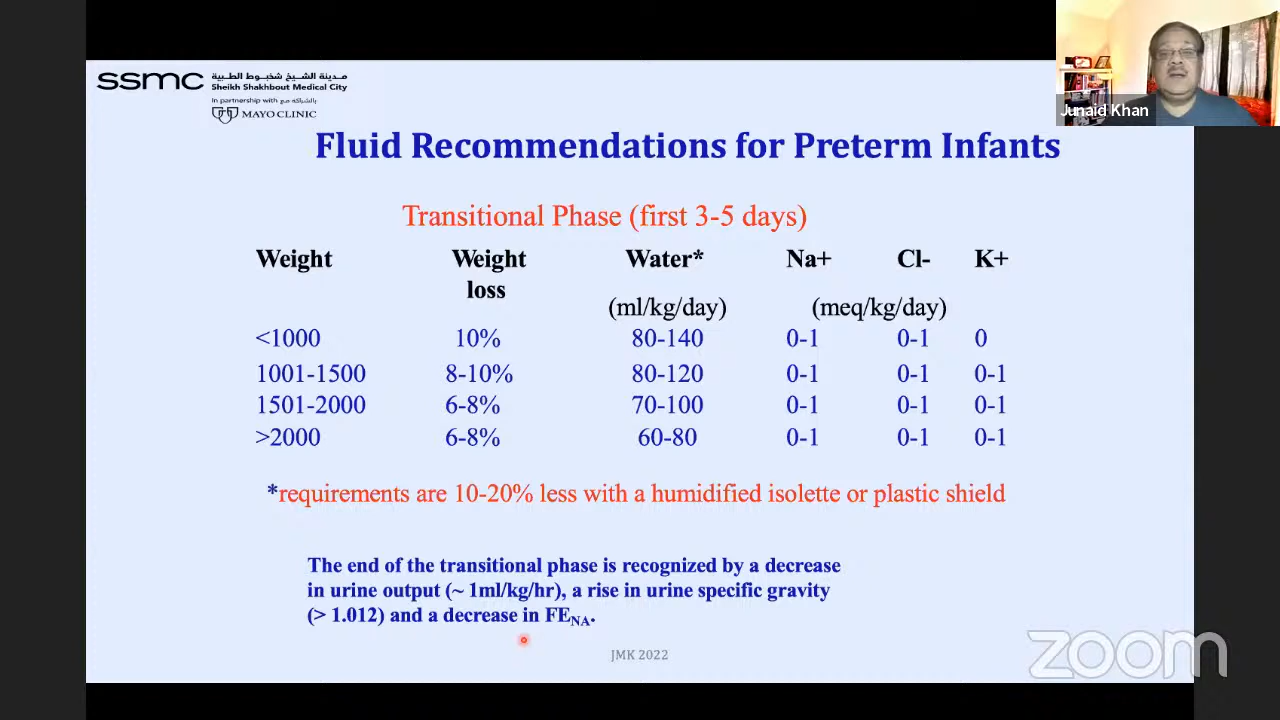 Junaid Khan
SSMC
مدينة الشيخ شخبوط الطبية
Sheikh Shakhbout Medical City
In partnership with بالشراكة مع
MAYO CLINIC
Fluid Recommendations for Preterm Infants
Transitional Phase (first 3-5 days)
Weight Weight Water* Na+ Cl- K+
loss
(ml/kg/day) (meq/kg/day)
<1000 10% 80-140 0-1 0-1 0
1001-1500 8-10% 80-120 0-1 0-1 0-1
1501-2000 6-8% 70-100 0-1 0-1 0-1
>2000 6-8% 60-80 0-1 0-1 0-1
*requirements are 10-20% less with a humidified isolette or plastic shield
The end of the transitional phase is recognized by a decrease
in urine output (~ 1ml/kg/hr), a rise in urine specific gravity
(> 1.012) and a decrease in FENA.
JMK 2022
zoom